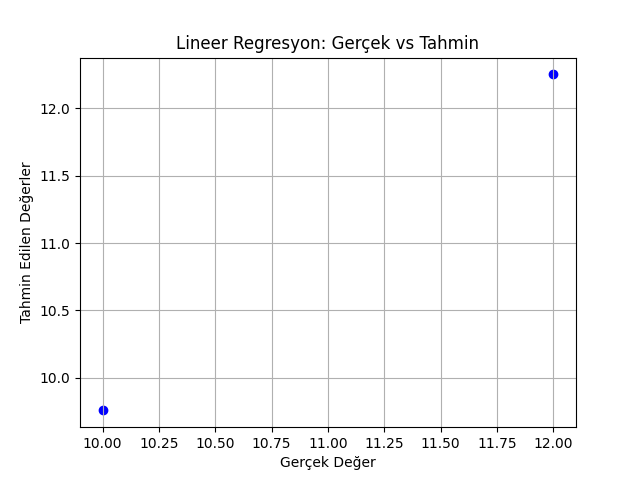 Lineer Regresyon: Gerçek vs Tahmin
12.0
11.5
11.0
10.5
10.0
Tahmin Edilen Değerler
10.00 10.25 10.50 10.75 11.00 11.25 11.50 11.75 12.00
Gerçek Değer